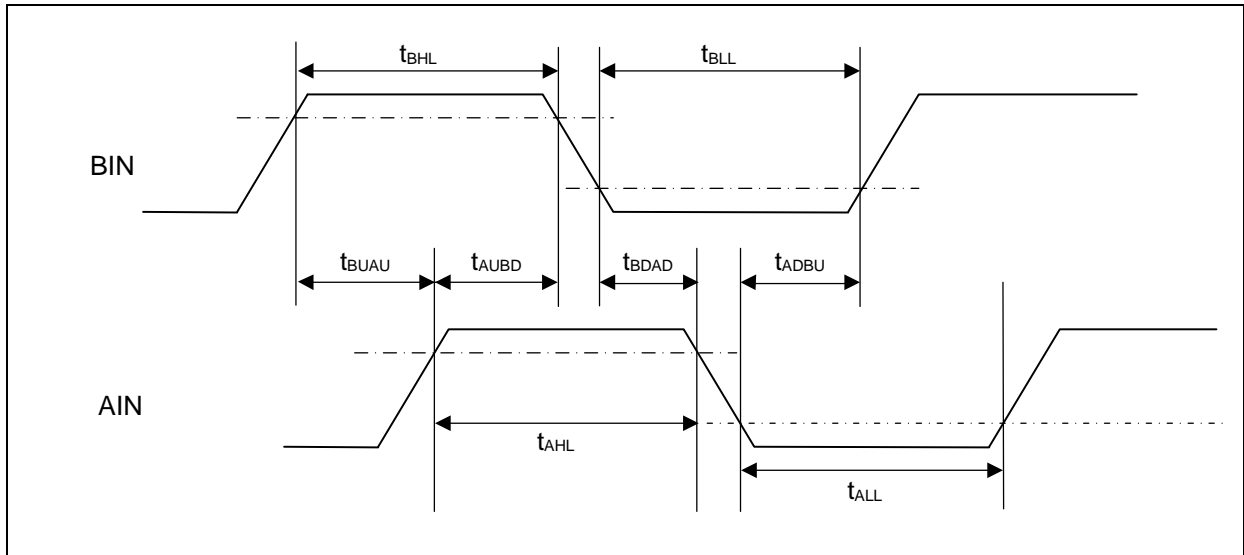 tBHL tBLL
BIN
tBUAU tAUBD tBDAD tADBU
AIN
tAHL
tALL